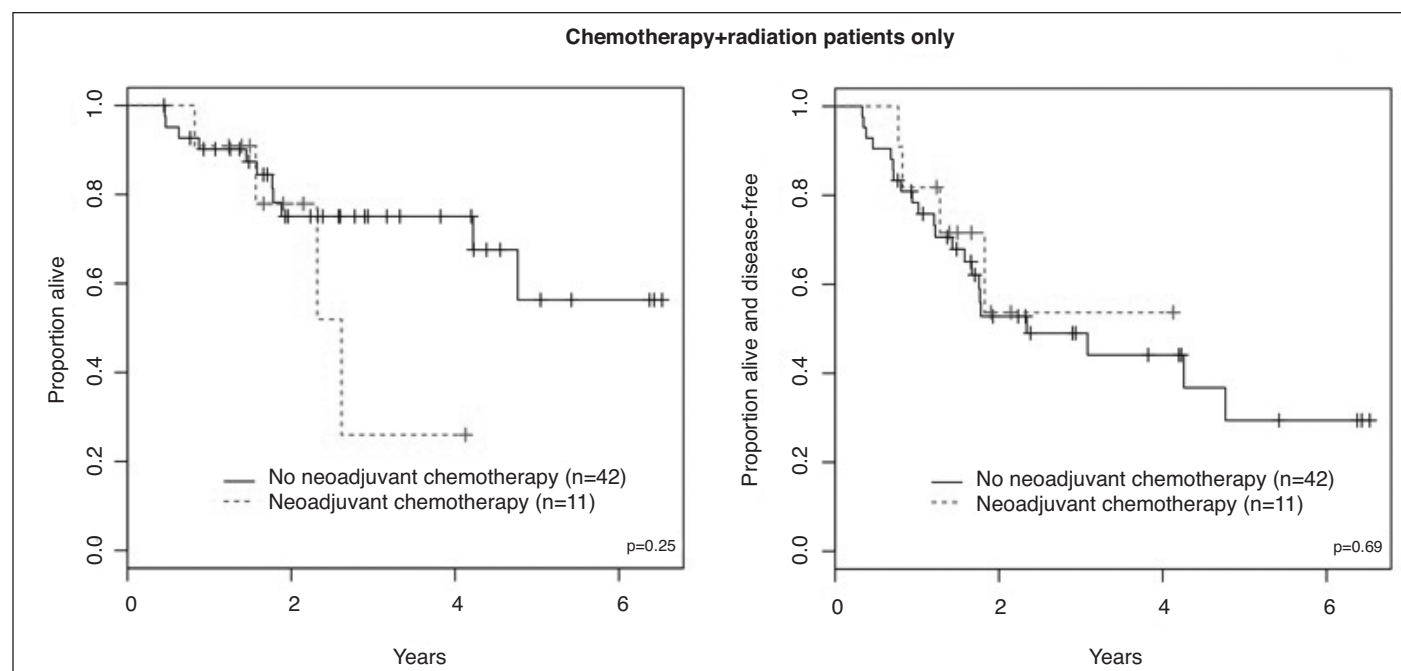 Chemotherapy+radiation patients only
Proportion alive
1.0
0.8
0.6
0.4
0.2
0.0
No neoadjuvant chemotherapy (n=42)
Neoadjuvant chemotherapy (n=11)
p=0.25
0 2 4 6
Years
Proportion alive and disease-free
1.0
0.8
0.6
0.4
0.2
0.0
No neoadjuvant chemotherapy (n=42)
Neoadjuvant chemotherapy (n=11)
p=0.69
0 2 4 6
Years